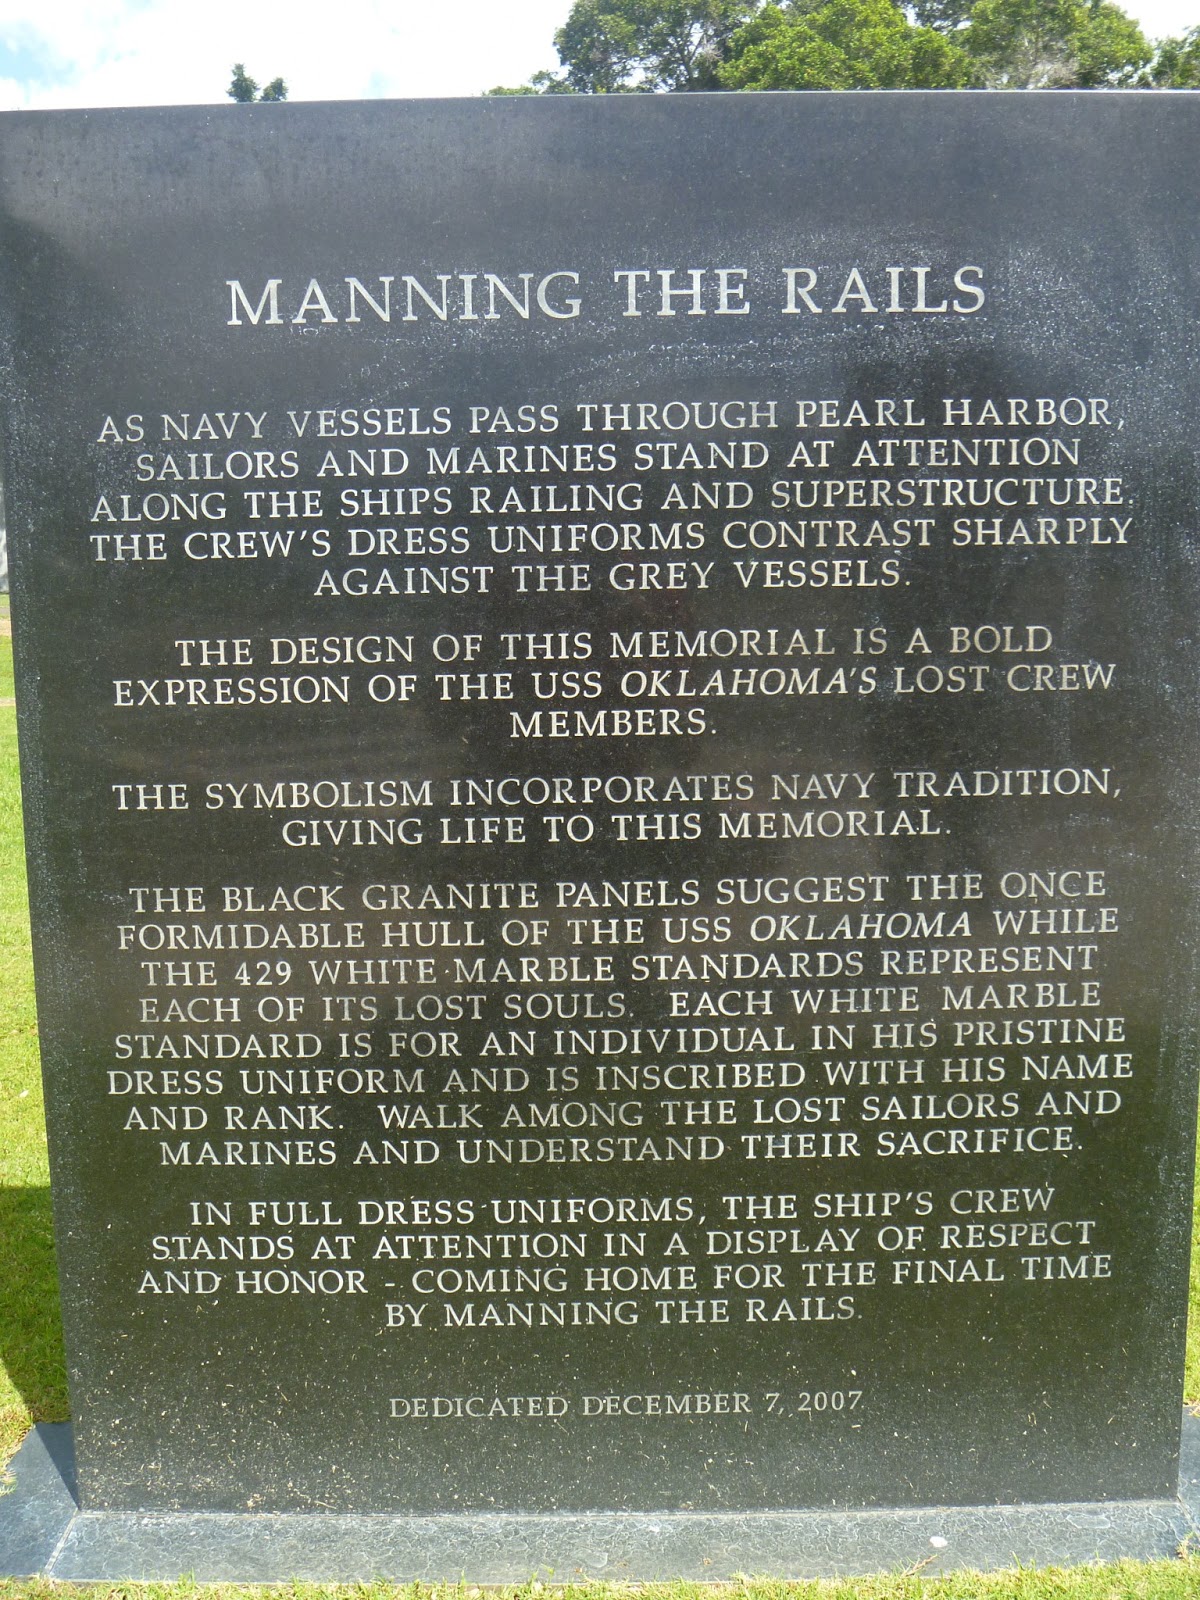 MANNING THE RAILS
AS NAVY VESSELS PASS THROUGH PEARL HARBOR,
SAILORS AND MARINES STAND AT ATTENTION
ALONG THE SHIPS RAILING AND SUPERSTRUCTURE.
THE CREW'S DRESS UNIFORMS CONTRAST SHARPLY
AGAINST THE GREY VESSELS.
THE DESIGN OF THIS MEMORIAL IS A BOLD
EXPRESSION OF THE USS OKLAHOMA'S LOST CREW
MEMBERS.
THE SYMBOLISM INCORPORATES NAVY TRADITION,
GIVING LIFE TO THIS MEMORIAL.
THE BLACK GRANITE PANELS SUGGEST THE ONCE
FORMIDABLE HULL OF THE USS OKLAHOMA WHILE
THE 429 WHITE MARBLE STANDARDS REPRESENT
EACH OF ITS LOST SOULS. EACH WHITE MARBLE
STANDARD IS FOR AN INDIVIDUAL IN HIS PRISTINE
DRESS UNIFORM AND IS INSCRIBED WITH HIS NAME
AND RANK. WALK AMONG THE LOST SAILORS AND
MARINES AND UNDERSTAND THEIR SACRIFICE.
IN FULL DRESS UNIFORMS, THE SHIP'S CREW
STANDS AT ATTENTION IN A DISPLAY OF RESPECT
AND HONOR - COMING HOME FOR THE FINAL TIME
BY MANNING THE RAILS.
DEDICATED DECEMBER 7, 2007